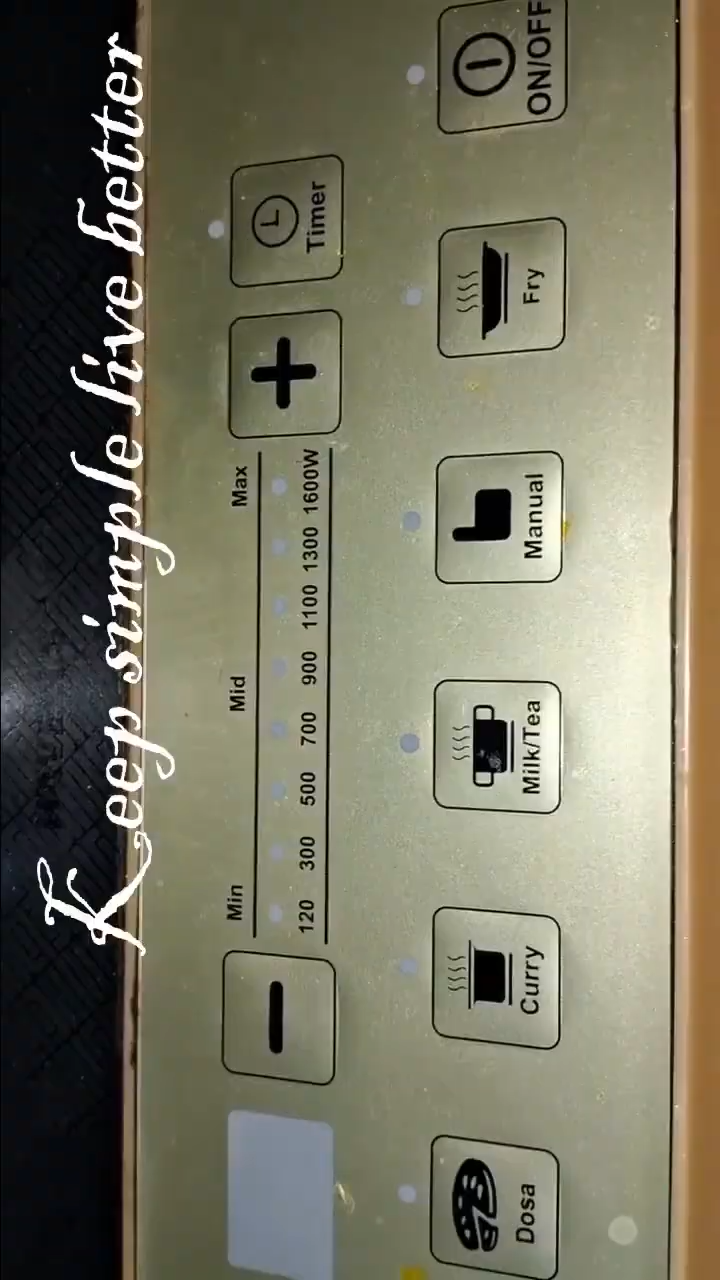 Keep simple live better
Timer
Min Mid Max
120 300 500 700 900 1100 1300 1600W
Dosa
Curry
Milk/Tea
Manual
Fry
ON/OFF